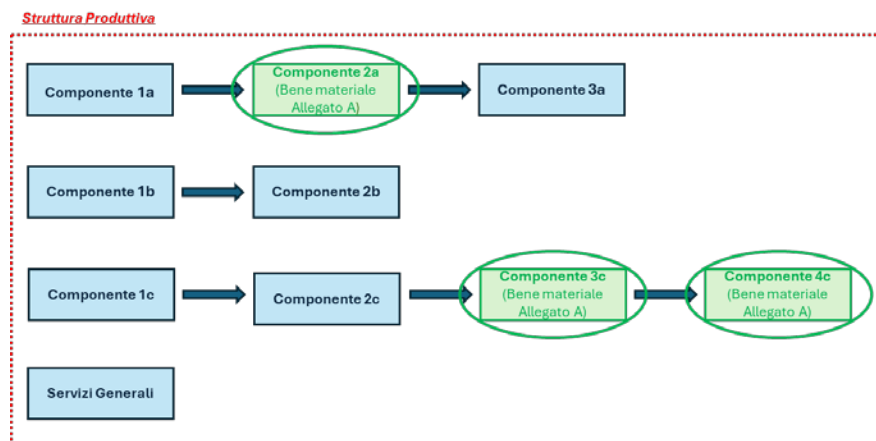 Struttura Produttiva
Componente 1a
Componente 2a
(Bene materiale
Allegato A)
Componente 3a
Componente 1b
Componente 2b
Componente 1c
Componente 2c
Componente 3c
(Bene materiale
Allegato A)
Componente 4c
(Bene materiale
Allegato A)
Servizi Generali